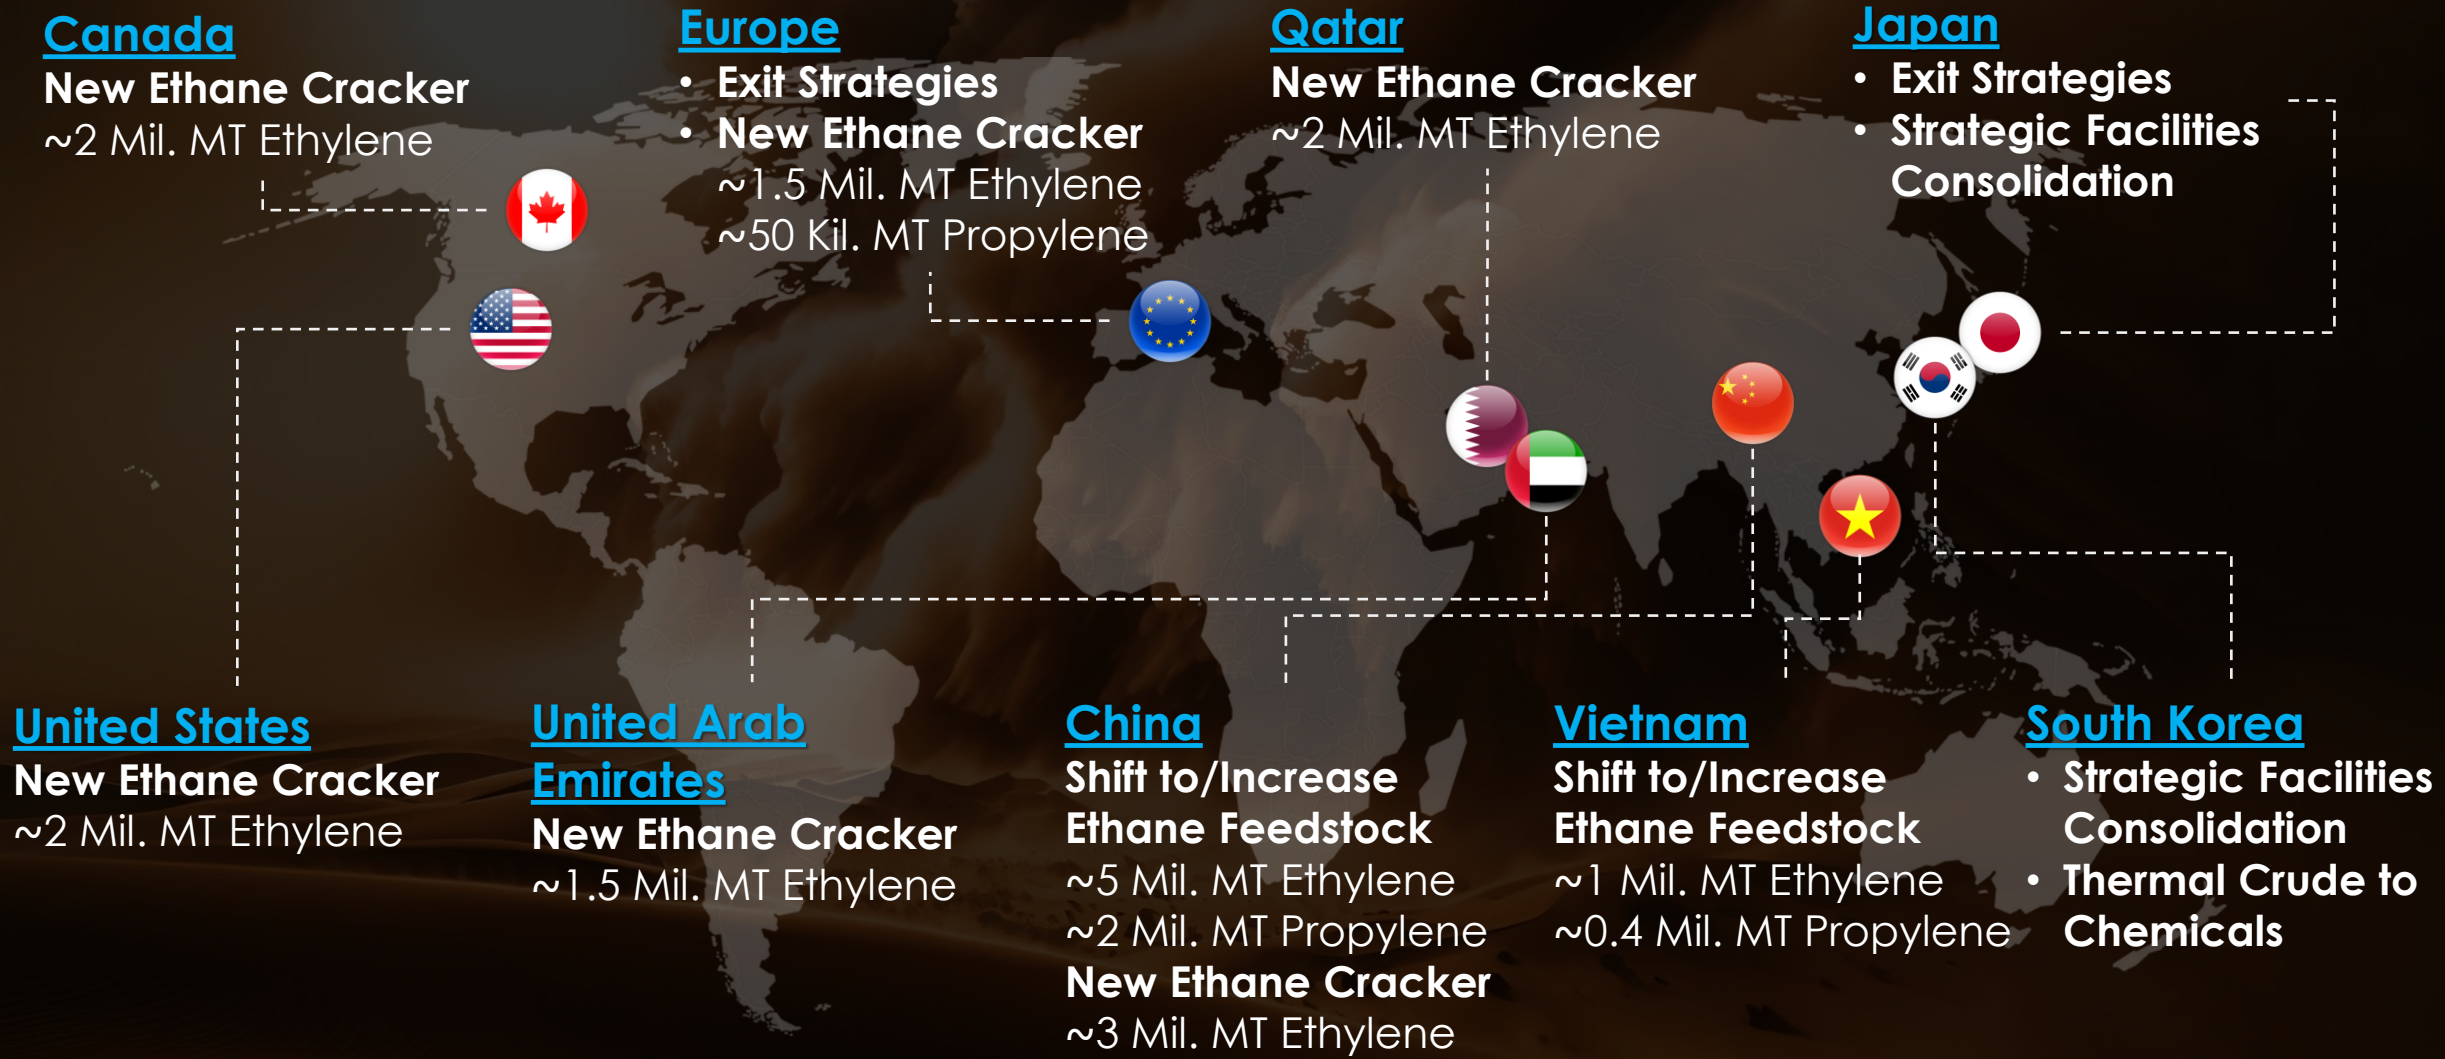 Canada
New Ethane Cracker
~2 Mil. MT Ethylene
Europe
• Exit Strategies
• New Ethane Cracker
~1.5 Mil. MT Ethylene
~50 Kil. MT Propylene
Qatar
New Ethane Cracker
~2 Mil. MT Ethylene
Japan
• Exit Strategies
• Strategic Facilities
Consolidation
United States
New Ethane Cracker
~2 Mil. MT Ethylene
United Arab
Emirates
New Ethane Cracker
~1.5 Mil. MT Ethylene
China
Shift to/Increase
Ethane Feedstock
~5 Mil. MT Ethylene
~2 Mil. MT Propylene
New Ethane Cracker
~3 Mil. MT Ethylene
Vietnam
Shift to/Increase
Ethane Feedstock
~1 Mil. MT Ethylene
~0.4 Mil. MT Propylene
South Korea
• Strategic Facilities
Consolidation
• Thermal Crude to
Chemicals